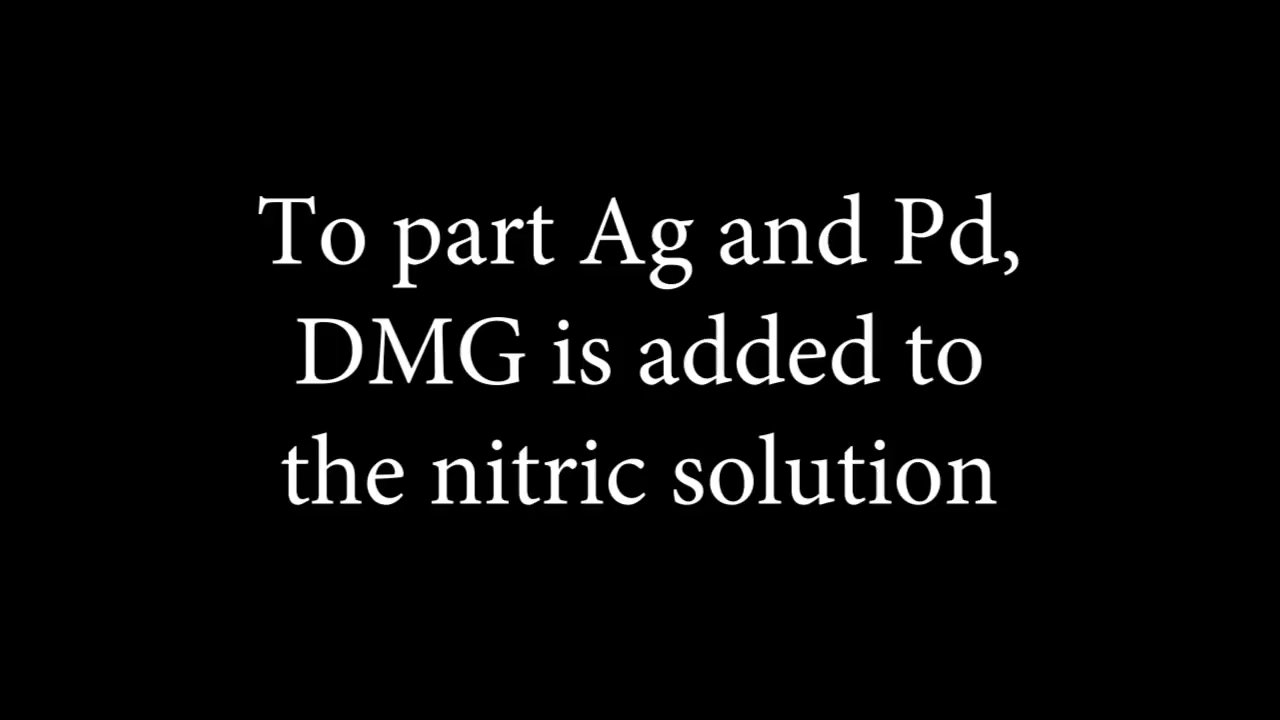 To part Ag and Pd,
DMG is added to
the nitric solution